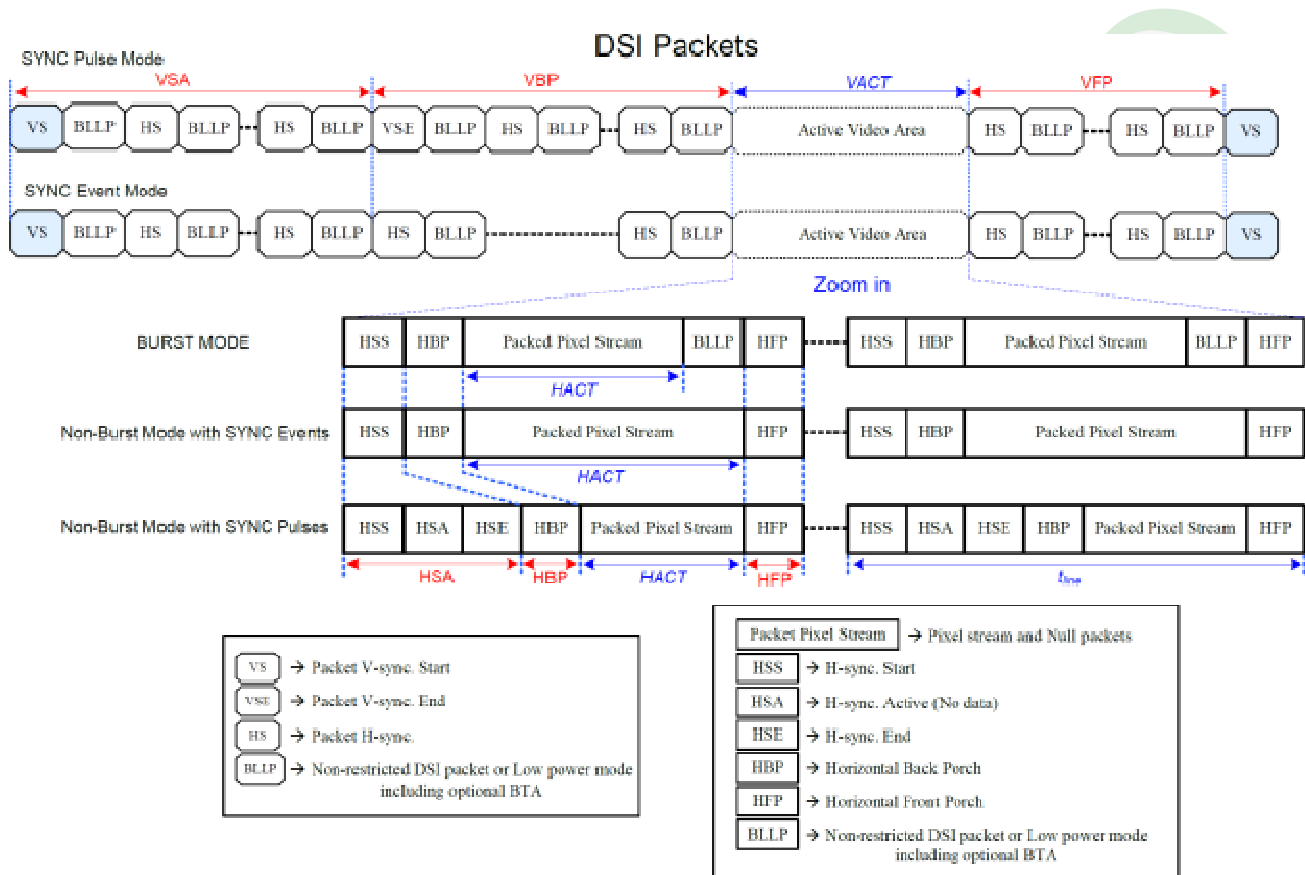 DSI Packets
SYNC Pulse Mode
VSA VBP VACT VFP
VS BLLP HS BLLP HS BLLP VSE BLLP HS BLLP HS BLLP Active Video Area HS BLLP HS BLLP VS
SYNC Event Mode
VS BLLP HS BLLP HS BLLP HS BLLP HS BLLP Active Video Area HS BLLP HS BLLP VS
Zoom in
BURST MODE HSS HBP Packed Pixel Stream BLLP HFP HSS HBP Packed Pixel Stream BLLP HFP
HACT
Non-Burst Mode with SYNC Events HSS HBP Packed Pixel Stream HFP HSS HBP Packed Pixel Stream HFP
HACT
Non-Burst Mode with SYNC Pulses HSS HSA HSE HBP Packed Pixel Stream HFP HSS HSA HSE HBP Packed Pixel Stream HFP
HSA HBP HACT HFP tline
VS → Packet V-sync. Start
VSE → Packet V-sync. End
HS → Packet H-sync.
BLLP → Non-restricted DSI packet or Low power mode
including optional BTA
Packet Pixel Stream → Pixel stream and Null packets
HSS → H-sync. Start
HSA → H-sync. Active (No data)
HSE → H-sync. End
HBP → Horizontal Back Porch
HFP → Horizontal Front Porch
BLLP → Non-restricted DSI packet or Low power mode
including optional BTA